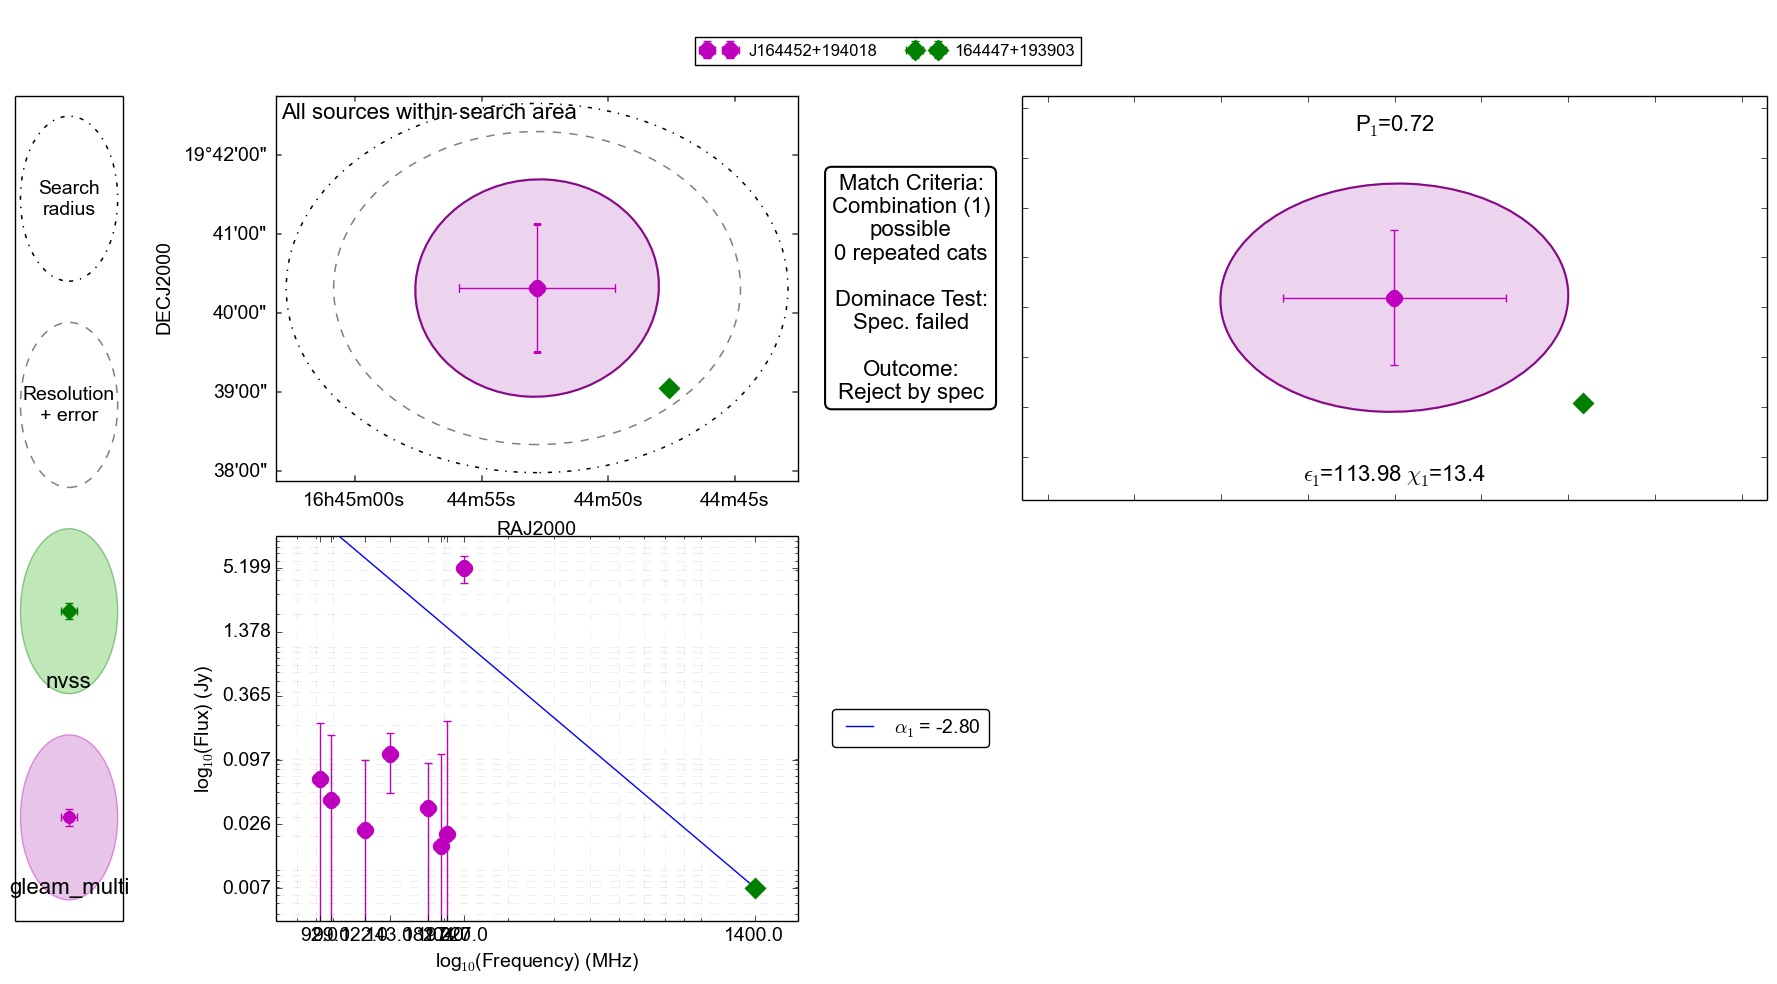 J164452+194018
164447+193903
Search
radius
Resolution
+ error
nvss
gleam_multi
All sources within search area
DECJ2000
19°42'00"
41'00"
40'00"
39'00"
38'00"
16h45m00s
44m55s
44m50s
44m45s
RAJ2000
Match Criteria:
Combination (1)
possible
0 repeated cats
Dominace Test:
Spec. failed
Outcome:
Reject by spec
P₁=0.72
ϵ₁=113.98 χ₁=13.4
log₁₀(Flux) (Jy)
5.199
1.378
0.365
0.097
0.026
0.007
1400.0
log₁₀(Frequency) (MHz)
α₁ = -2.80